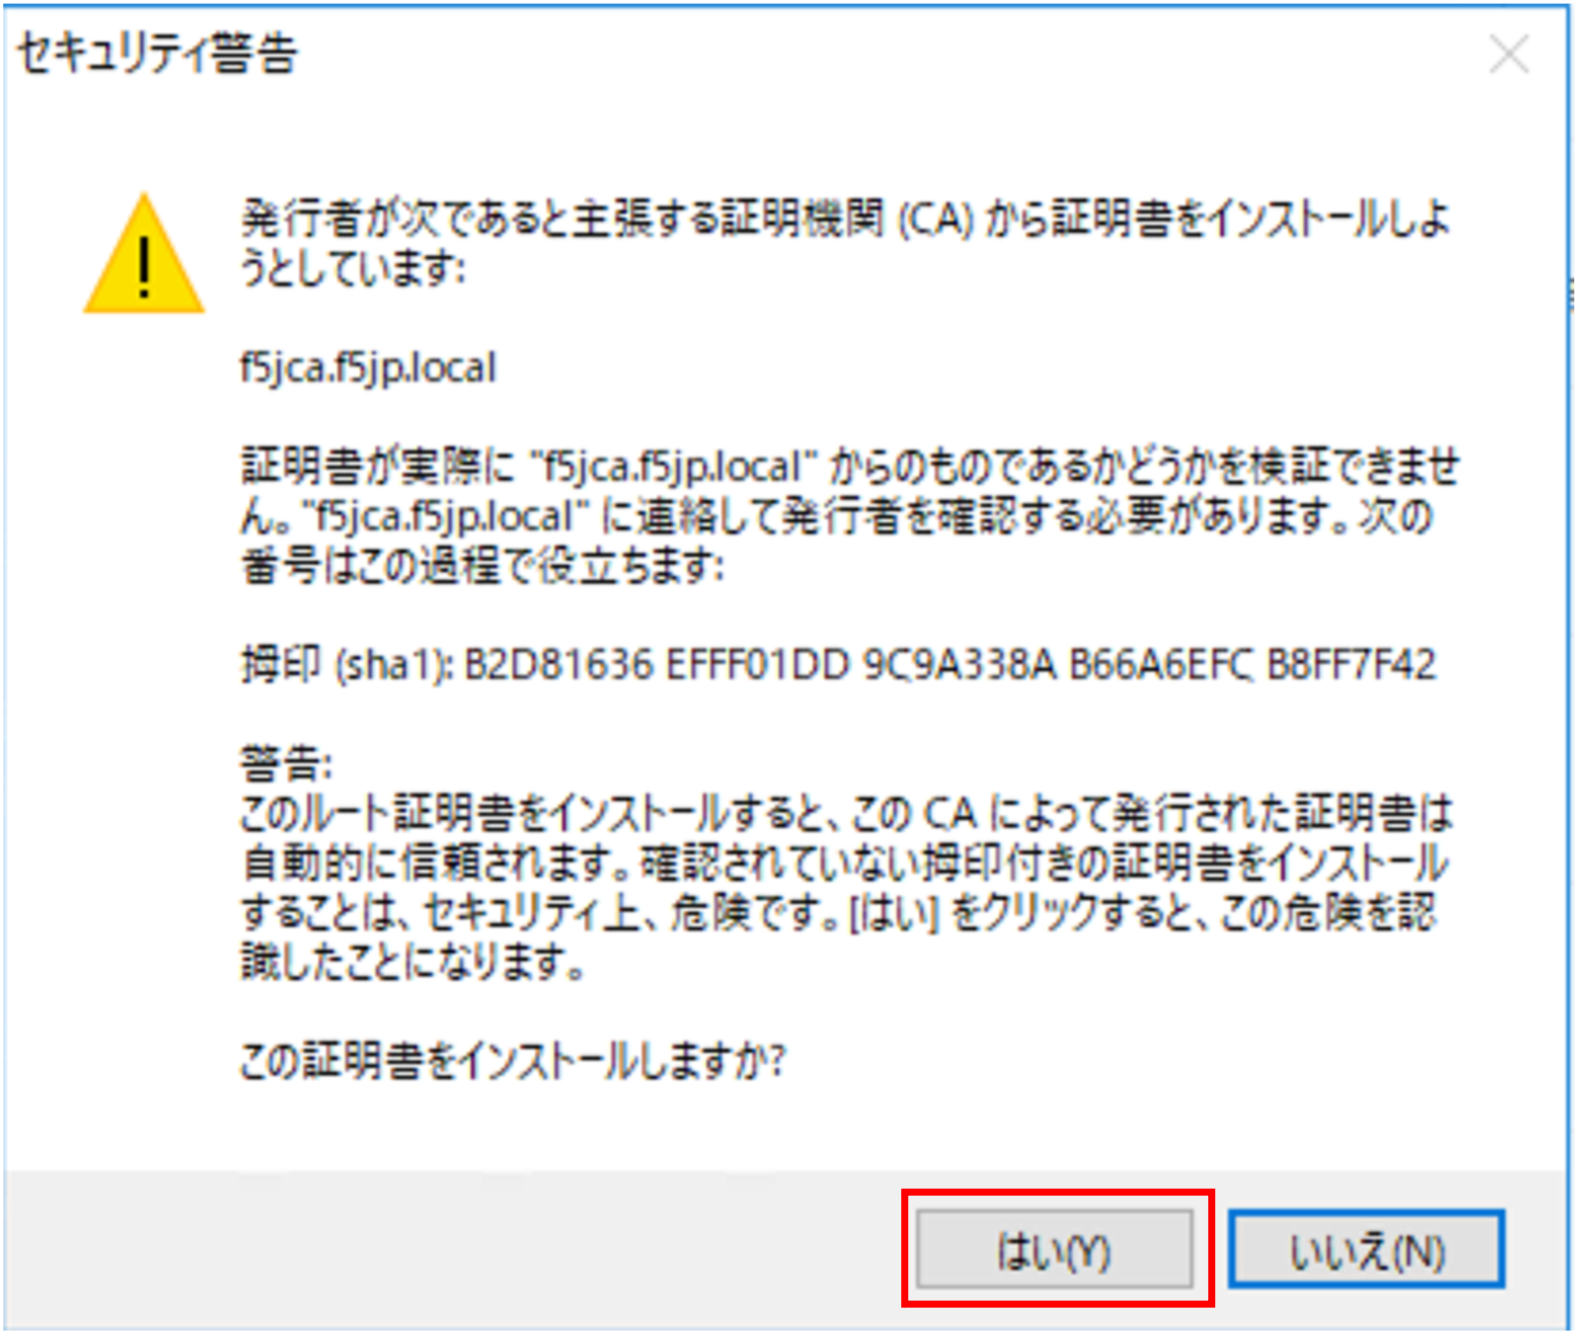 セキュリティ警告
発行者が次であると主張する証明機関 (CA) から証明書をインストールしよ
うとしています:
f5jca.f5jp.local
証明書が実際に "f5jca.f5jp.local" からのものであるかどうかを検証できませ
ん。"f5jca.f5jp.local" に連絡して発行者を確認する必要があります。次の
番号はこの過程で役立ちます:
拇印 (sha1): B2D81636 EFFF01DD 9C9A338A B66A6EFC B8FF7F42
警告:
このルート証明書をインストールすると、この CA によって発行された証明書は
自動的に信頼されます。確認されていない拇印付きの証明書をインストール
することは、セキュリティ上、危険です。[はい] をクリックすると、この危険を認
識したことになります。
この証明書をインストールしますか?
はい(Y)
いいえ(N)